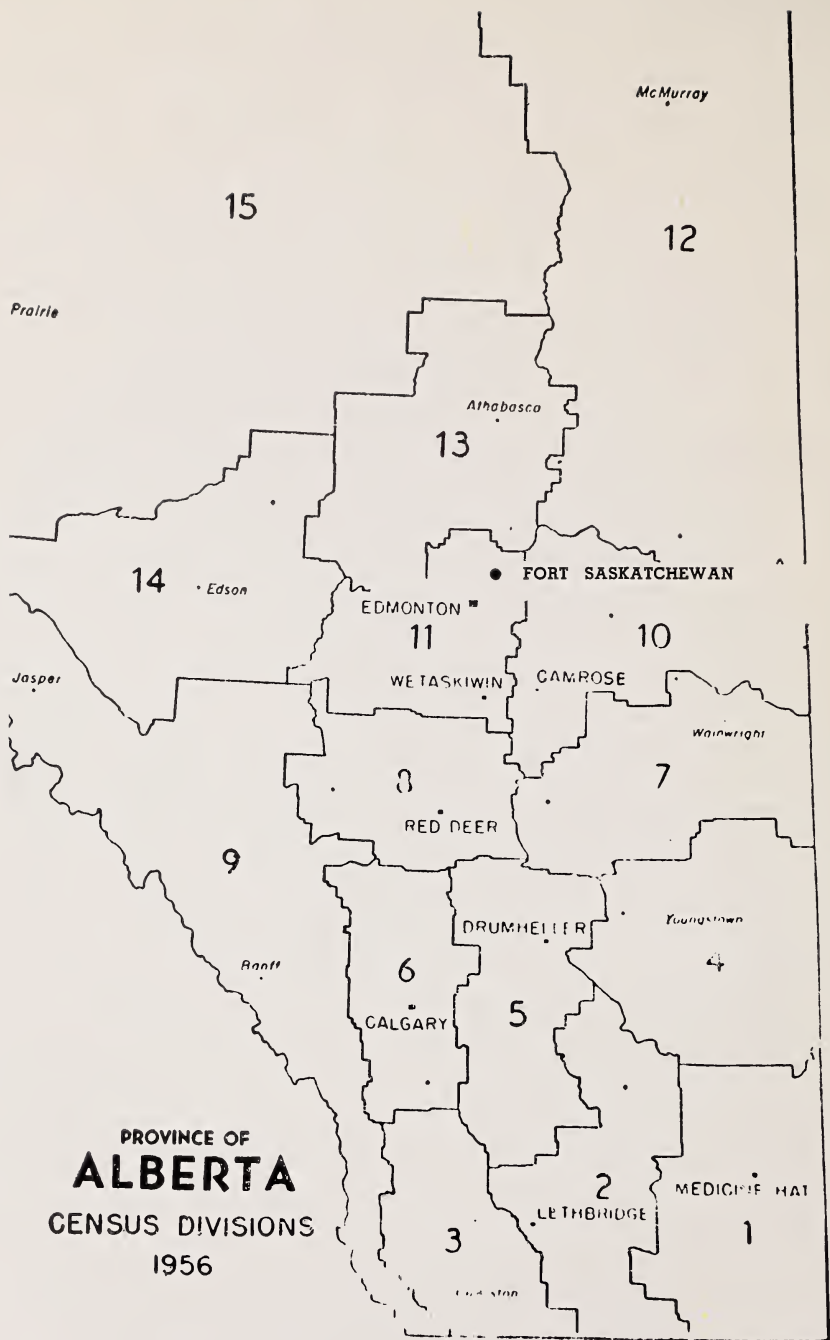 McMurray
15
12
Prairie
Athabasca
13
14
Edson
FORT SASKATCHEWAN
EDMONTON
11
10
Jasper
WETASKIWIN
CAMROSE
Wainwright
8
7
RED DEER
9
DRUMHELLER
Youngstown
4
Banff
6
CALGARY
5
PROVINCE OF
ALBERTA
CENSUS DIVISIONS
1956
2
MEDICINE HAT
LETHBRIDGE
3
1